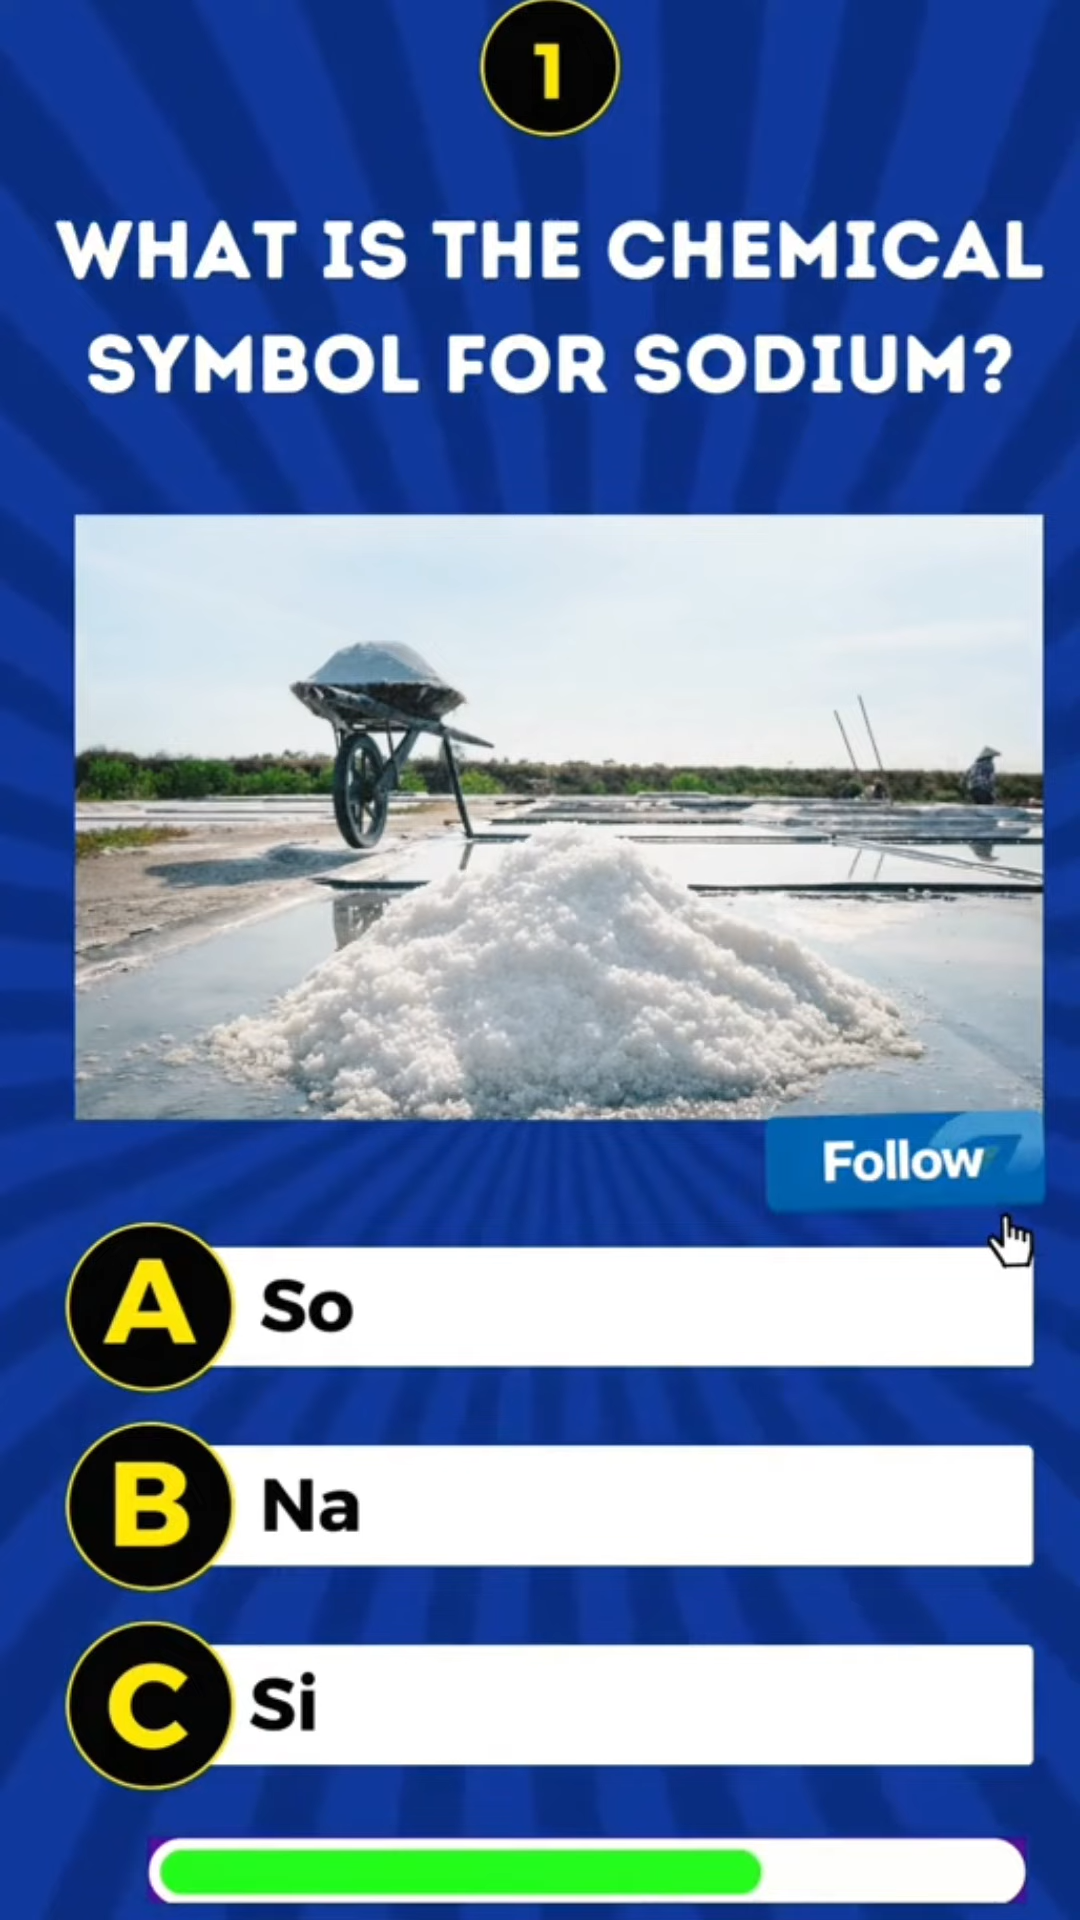 1
WHAT IS THE CHEMICAL
SYMBOL FOR SODIUM?
Follow
A So
B Na
C Si